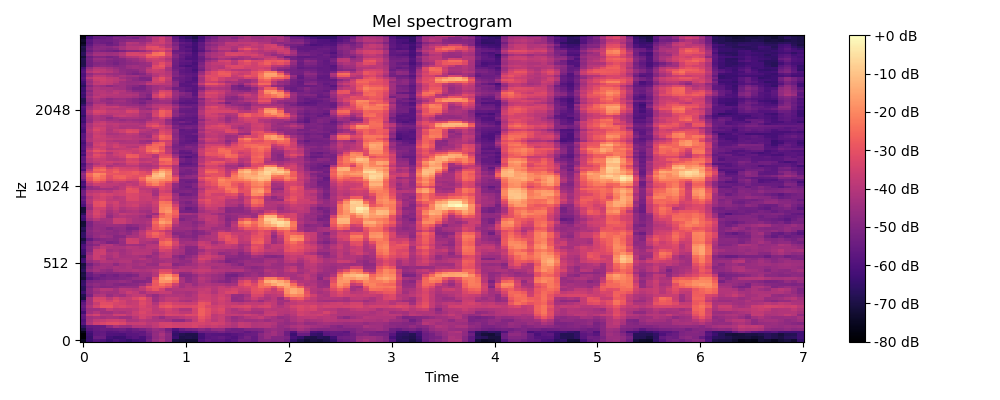 Mel spectrogram
+0 dB
-10 dB
-20 dB
-30 dB
-40 dB
-50 dB
-60 dB
-70 dB
-80 dB
Hz
2048
1024
512
0
0 1 2 3 4 5 6 7
Time